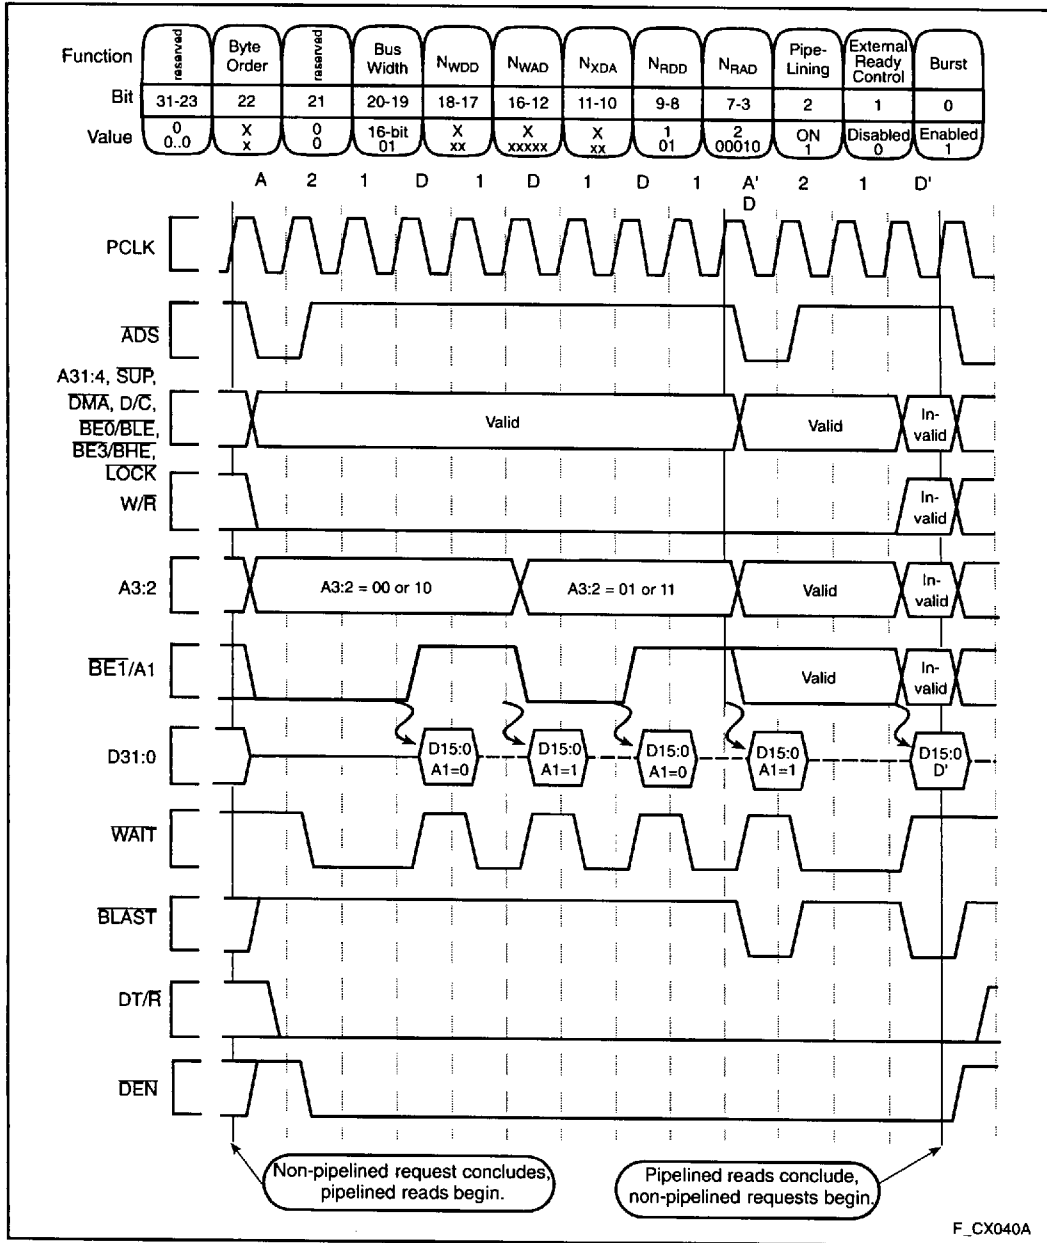 Function reserved Byte Order reserved Bus Width NWDD NWAD NXDA NRDD NRAD Pipe-Lining External Ready Control Burst
Bit 31-23 22 21 20-19 18-17 16-12 11-10 9-8 7-3 2 1 0
Value 0 X 0 16-bit X X X 1 2 ON Disabled Enabled
0..0 x 0 01 xx xxxxx xx 01 00010 1 0 1
A 2 1 D 1 D 1 D 1 A' 2 1 D'
D
PCLK
ADS
A31:4, SUP,
DMA, D/C,
BE0/BLE,
BE3/BHE,
LOCK
Valid Valid In-valid
W/R In-valid
A3:2 A3:2 = 00 or 10 A3:2 = 01 or 11 Valid In-valid
BE1/A1 Valid In-valid
D31:0 D15:0 D15:0 D15:0 D15:0 D15:0
A1=0 A1=1 A1=0 A1=1 D'
WAIT
BLAST
DT/R
DEN
Non-pipelined request concludes,
pipelined reads begin.
Pipelined reads conclude,
non-pipelined requests begin.
F_CX040A